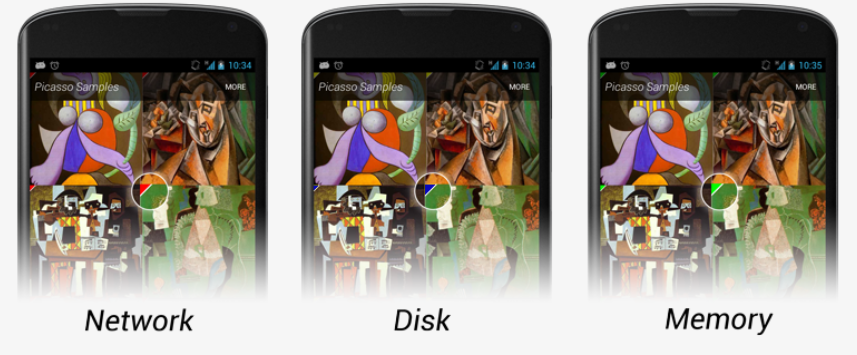 10:34
Picasso Samples MORE
10:34
Picasso Samples MORE
10:35
Picasso Samples MORE
Network
Disk
Memory